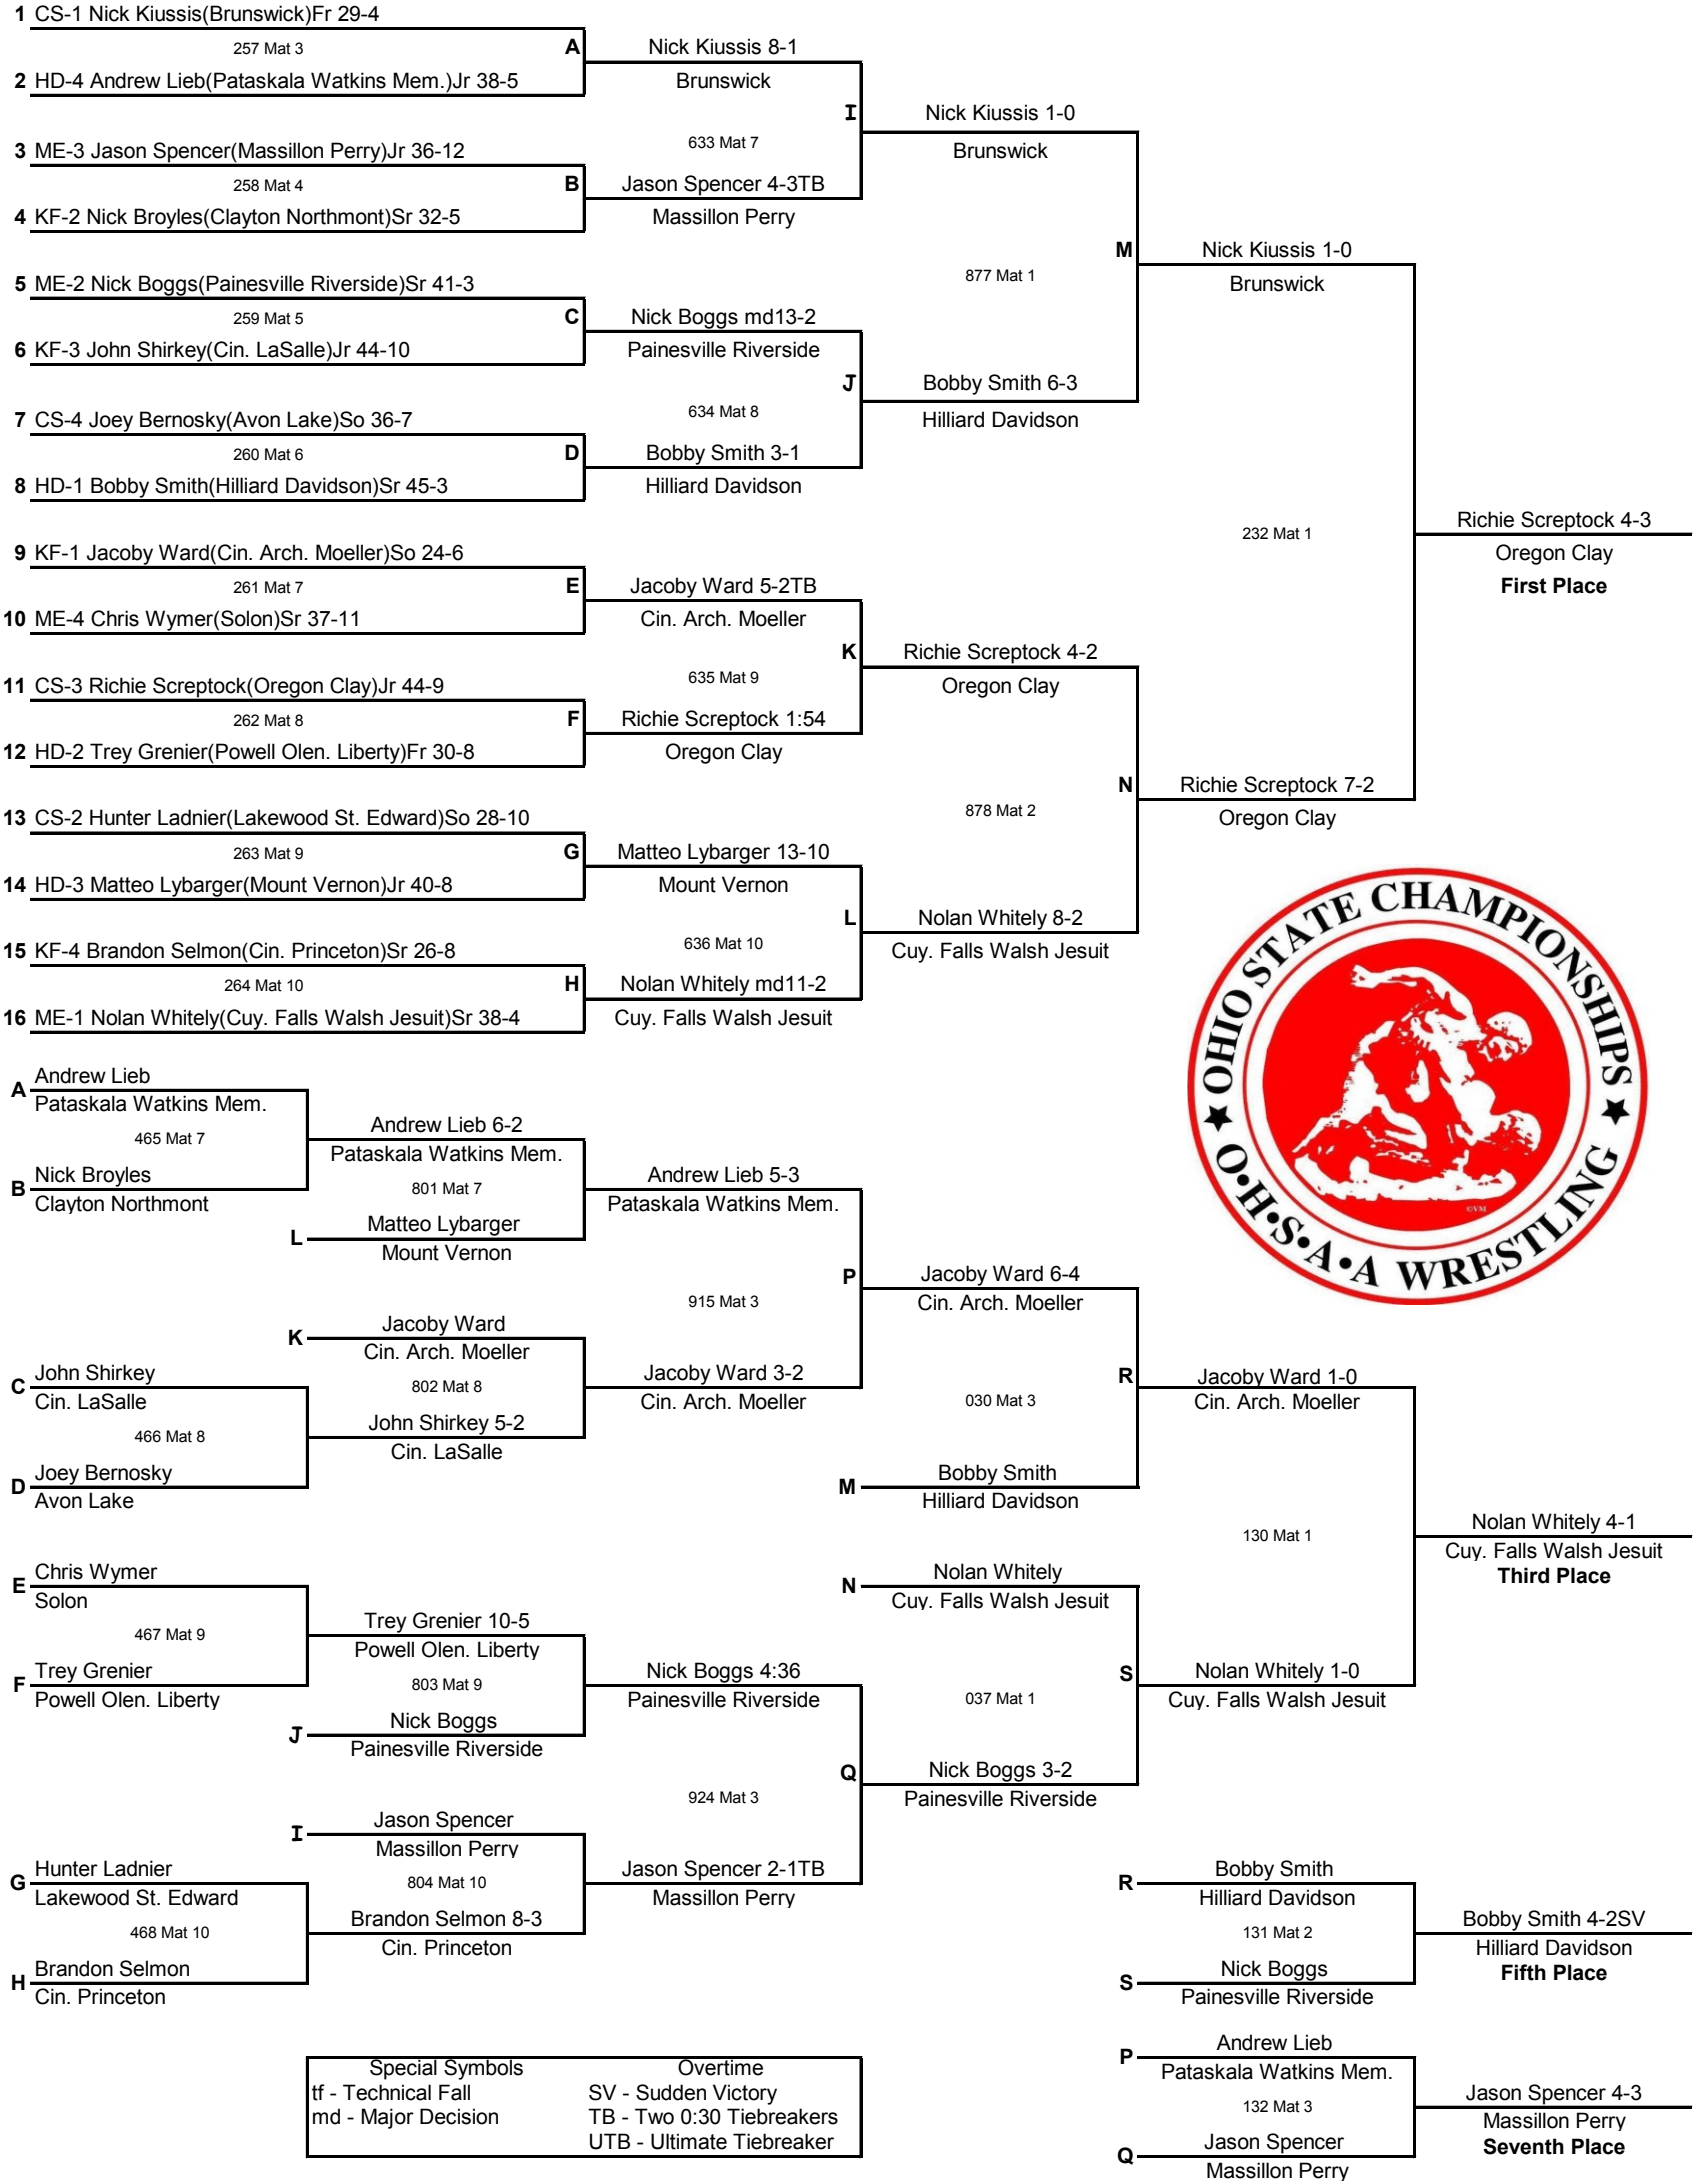 1 CS-1 Nick Kiussis(Brunswick)Fr 29-4
257 Mat 3
A
2 HD-4 Andrew Lieb(Pataskala Watkins Mem.)Jr 38-5
Nick Kiussis 8-1
Brunswick
3 ME-3 Jason Spencer(Massillon Perry)Jr 36-12
258 Mat 4
B
4 KF-2 Nick Broyles(Clayton Northmont)Sr 32-5
Jason Spencer 4-3TB
Massillon Perry
633 Mat 7
I
Nick Kiussis 1-0
Brunswick
5 ME-2 Nick Boggs(Painesville Riverside)Sr 41-3
259 Mat 5
C
6 KF-3 John Shirkey(Cin. LaSalle)Jr 44-10
Nick Boggs md13-2
Painesville Riverside
7 CS-4 Joey Bernosky(Avon Lake)So 36-7
260 Mat 6
D
8 HD-1 Bobby Smith(Hilliard Davidson)Sr 45-3
Bobby Smith 3-1
Hilliard Davidson
634 Mat 8
J
Bobby Smith 6-3
Hilliard Davidson
877 Mat 1
M
Nick Kiussis 1-0
Brunswick
9 KF-1 Jacoby Ward(Cin. Arch. Moeller)So 24-6
261 Mat 7
E
10 ME-4 Chris Wymer(Solon)Sr 37-11
Jacoby Ward 5-2TB
Cin. Arch. Moeller
11 CS-3 Richie Screptock(Oregon Clay)Jr 44-9
262 Mat 8
F
12 HD-2 Trey Grenier(Powell Olen. Liberty)Fr 30-8
Richie Screptock 1:54
Oregon Clay
635 Mat 9
K
Richie Screptock 4-2
Oregon Clay
13 CS-2 Hunter Ladnier(Lakewood St. Edward)So 28-10
263 Mat 9
G
14 HD-3 Matteo Lybarger(Mount Vernon)Jr 40-8
Matteo Lybarger 13-10
Mount Vernon
15 KF-4 Brandon Selmon(Cin. Princeton)Sr 26-8
264 Mat 10
H
16 ME-1 Nolan Whitely(Cuy. Falls Walsh Jesuit)Sr 38-4
Nolan Whitely md11-2
Cuy. Falls Walsh Jesuit
636 Mat 10
L
Nolan Whitely 8-2
Cuy. Falls Walsh Jesuit
878 Mat 2
N
Richie Screptock 7-2
Oregon Clay
232 Mat 1
Richie Screptock 4-3
Oregon Clay
First Place
★ OHIO STATE CHAMPIONSHIPS ★
O•H•S•A•A WRESTLING
©VM
A
Andrew Lieb
Pataskala Watkins Mem.
465 Mat 7
B
Nick Broyles
Clayton Northmont
Andrew Lieb 6-2
Pataskala Watkins Mem.
801 Mat 7
L
Matteo Lybarger
Mount Vernon
Andrew Lieb 5-3
Pataskala Watkins Mem.
K
Jacoby Ward
Cin. Arch. Moeller
802 Mat 8
C
John Shirkey
Cin. LaSalle
466 Mat 8
D
Joey Bernosky
Avon Lake
John Shirkey 5-2
Cin. LaSalle
Jacoby Ward 3-2
Cin. Arch. Moeller
915 Mat 3
P
Jacoby Ward 6-4
Cin. Arch. Moeller
030 Mat 3
M
Bobby Smith
Hilliard Davidson
R
Jacoby Ward 1-0
Cin. Arch. Moeller
E
Chris Wymer
Solon
467 Mat 9
F
Trey Grenier
Powell Olen. Liberty
Trey Grenier 10-5
Powell Olen. Liberty
803 Mat 9
J
Nick Boggs
Painesville Riverside
Nick Boggs 4:36
Painesville Riverside
I
Jason Spencer
Massillon Perry
804 Mat 10
G
Hunter Ladnier
Lakewood St. Edward
468 Mat 10
H
Brandon Selmon
Cin. Princeton
Brandon Selmon 8-3
Cin. Princeton
Jason Spencer 2-1TB
Massillon Perry
924 Mat 3
Q
Nick Boggs 3-2
Painesville Riverside
N
Nolan Whitely
Cuy. Falls Walsh Jesuit
037 Mat 1
S
Nolan Whitely 1-0
Cuy. Falls Walsh Jesuit
130 Mat 1
Nolan Whitely 4-1
Cuy. Falls Walsh Jesuit
Third Place
R
Bobby Smith
Hilliard Davidson
131 Mat 2
S
Nick Boggs
Painesville Riverside
Bobby Smith 4-2SV
Hilliard Davidson
Fifth Place
P
Andrew Lieb
Pataskala Watkins Mem.
132 Mat 3
Q
Jason Spencer
Massillon Perry
Jason Spencer 4-3
Massillon Perry
Seventh Place
Special Symbols
tf - Technical Fall
md - Major Decision
Overtime
SV - Sudden Victory
TB - Two 0:30 Tiebreakers
UTB - Ultimate Tiebreaker